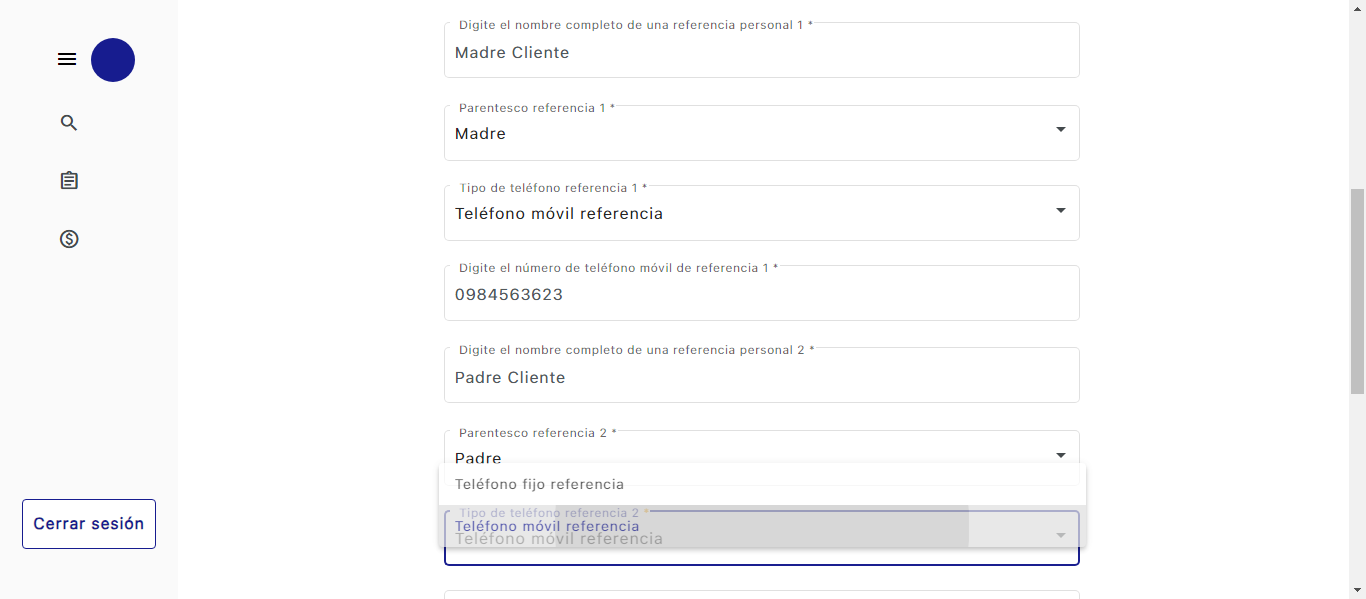 Digite el nombre completo de una referencia personal 1 *
Madre Cliente
Parentesco referencia 1 *
Madre
Tipo de teléfono referencia 1 *
Teléfono móvil referencia
Digite el número de teléfono móvil de referencia 1 *
0984563623
Digite el nombre completo de una referencia personal 2 *
Padre Cliente
Parentesco referencia 2 *
Padre
Teléfono fijo referencia
Tipo de teléfono referencia 2 *
Teléfono móvil referencia
Teléfono móvil referencia
Cerrar sesión